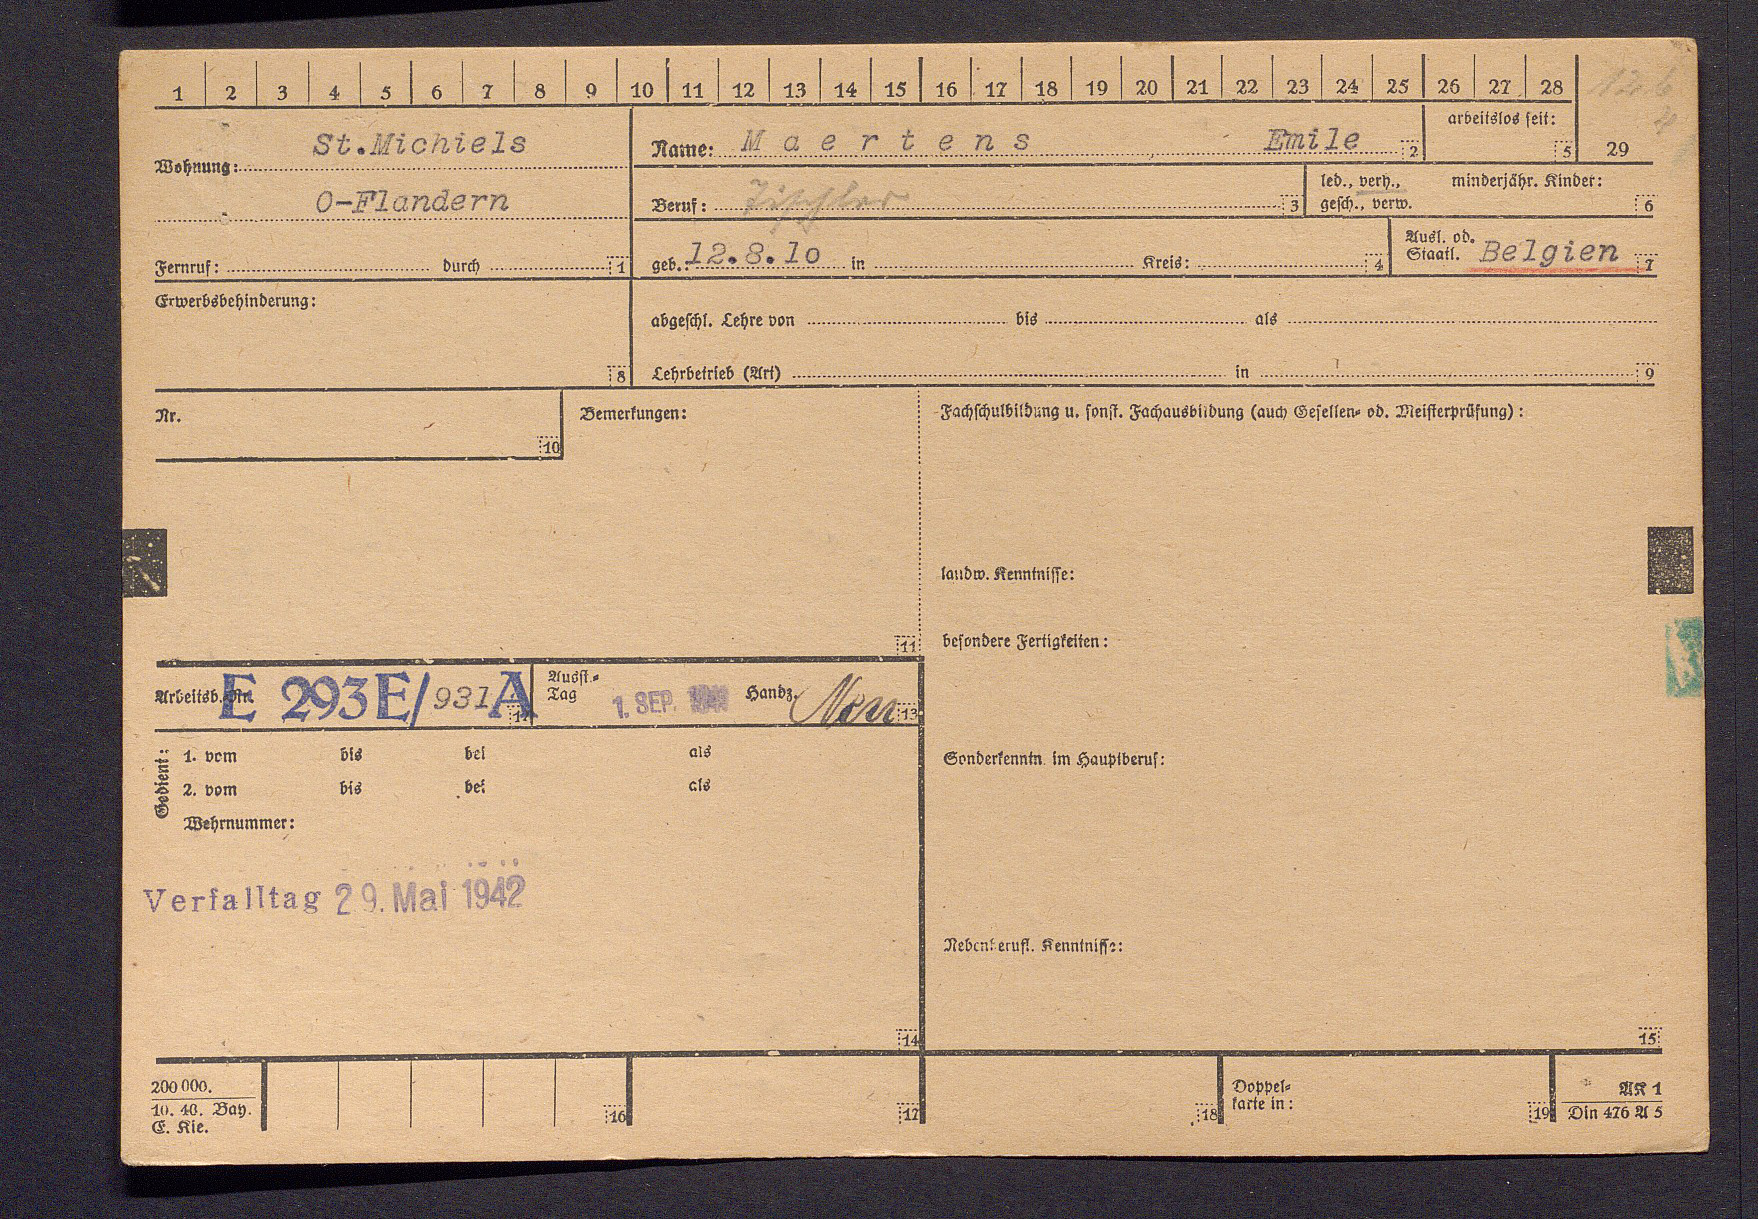 1 2 3 4 5 6 7 8 9 10 11 12 13 14 15 16 17 18 19 20 21 22 23 24 25 26 27 28
arbeitslos seit: 5 29
Wohnung: St.Michiels
O-Flandern
Fernruf: durch 1
Name: Maertens Emile 2
Beruf: Tischler 3
led., verh., minderjähr. Kinder:
gesch., verw. 6
geb.: 12.8.10 in Kreis: 4
Ausl. od.
Staatl. Belgien 7
Erwerbsbehinderung:
8
abgeschl. Lehre von bis als
Lehrbetrieb (Art) in 9
Nr.
10
Bemerkungen:
11
Fachschulbildung u. sonst. Fachausbildung (auch Gesellen- od. Meisterprüfung):
landw. Kenntnisse:
besondere Fertigkeiten:
Sonderkenntn. im Hauptberuf:
Nebenberufl. Kenntnisse:
15
Arbeitsb.Nr. E 293E/931A 12
Ausst.-
Tag 1. SEP. Handz. 13
Gedient:
1. vom bis bei als
2. vom bis bei als
Wehrnummer:
Verfalltag 29. Mai 1942
14
200 000.
10. 40. Bay.
C. Kie.
16 17 18
Doppel-
karte in: 19
AK 1
Din 476 A 5